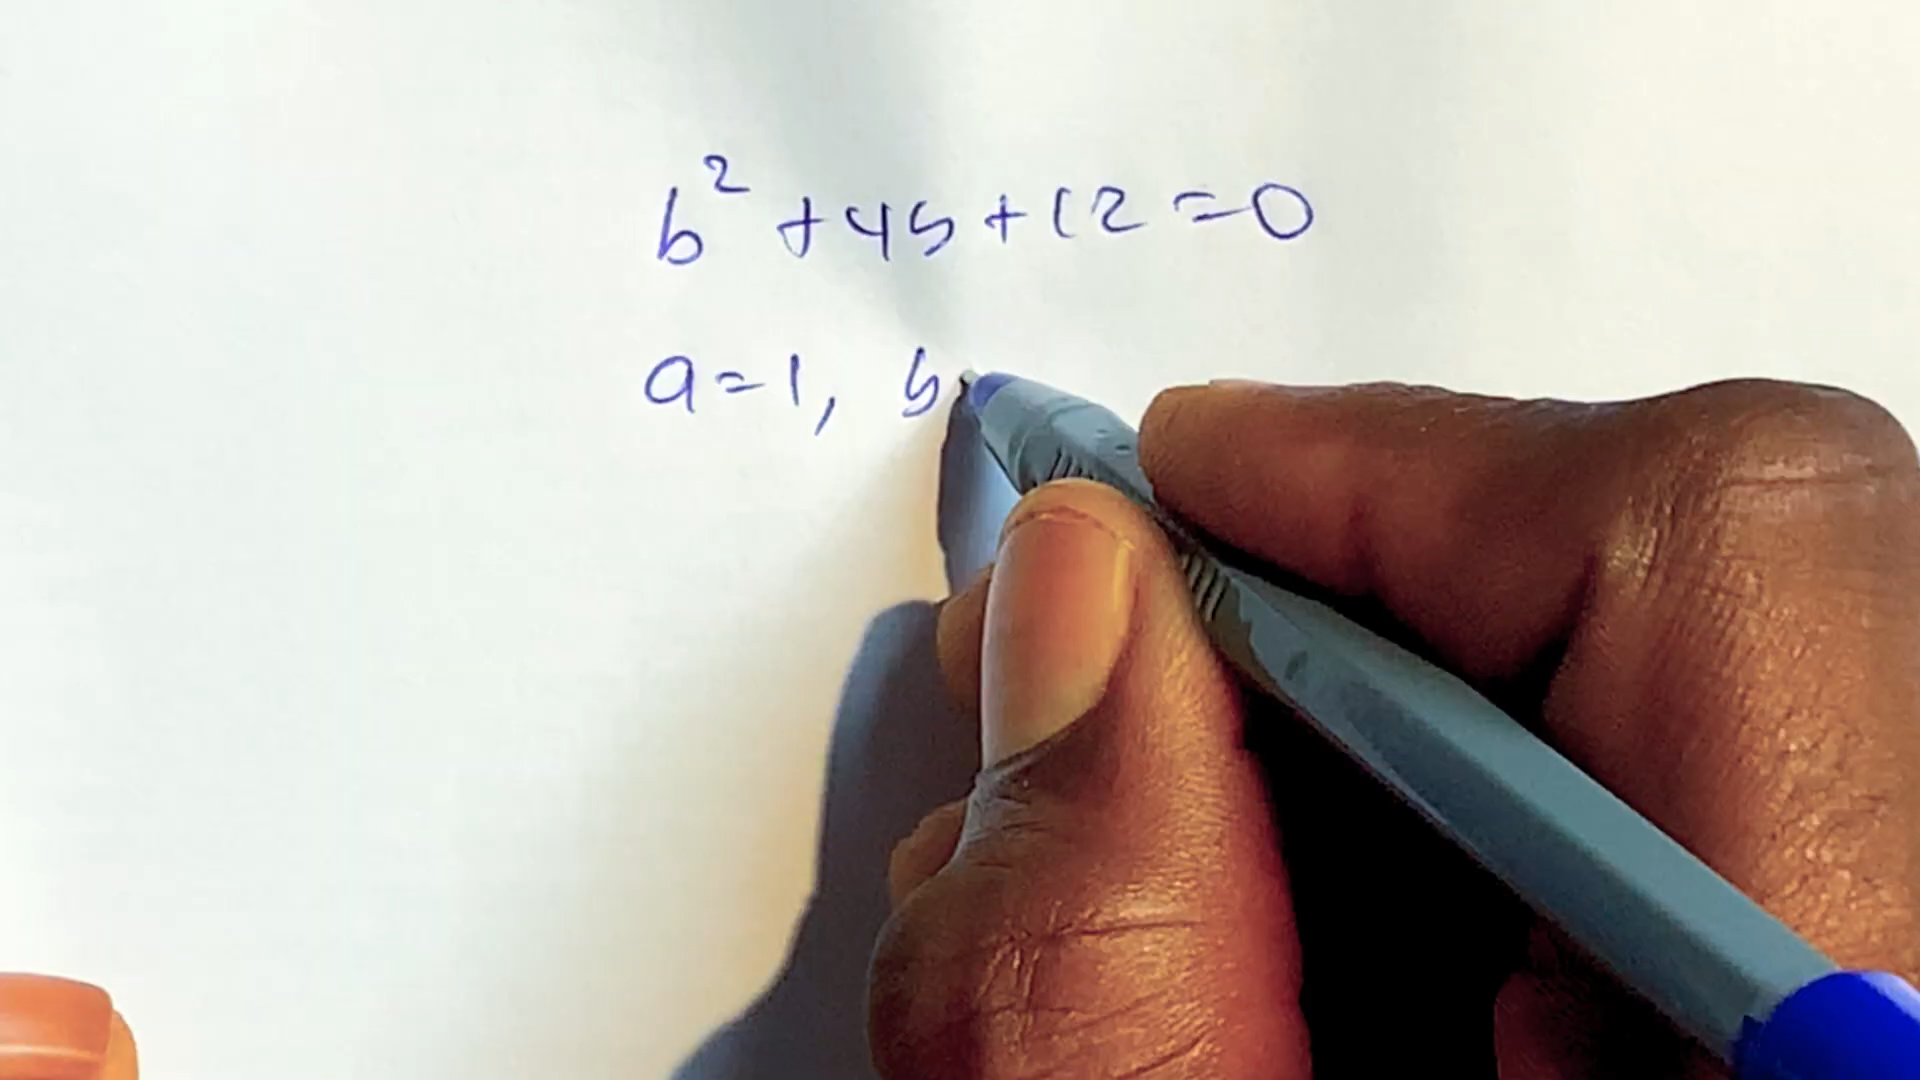 b² + 4b + 12 = 0
a = 1, b